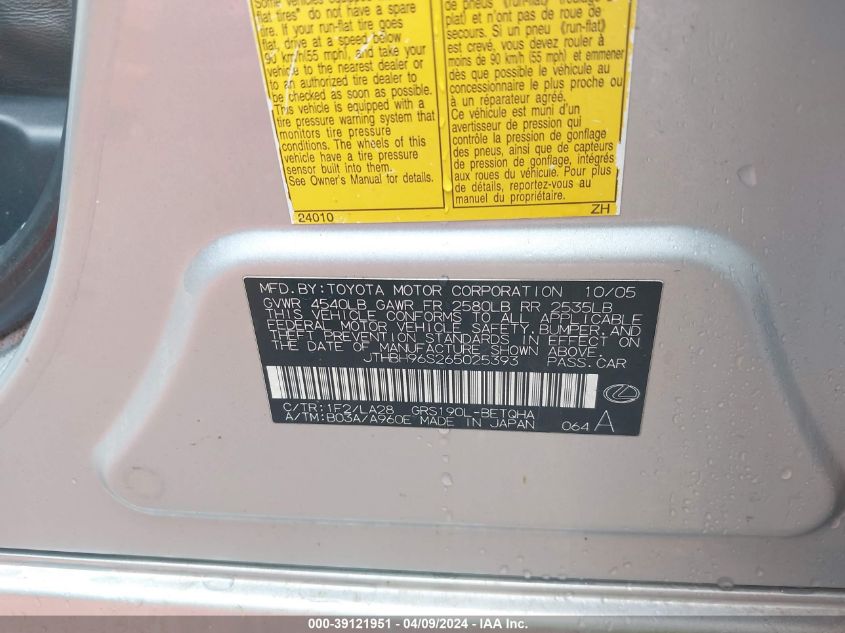 Some vehicles equipped
flat tires" do not have a spare
tire. If your run-flat tire goes
flat, drive at a speed below
90 km/h(55 mph), and take your
vehicle to the nearest dealer or
to an authorized tire dealer to
be checked as soon as possible.
This vehicle is equipped with a
tire pressure warning system that
monitors tire pressure
conditions. The wheels of this
vehicle have a tire pressure
sensor built into them.
See Owner's Manual for details.
24010
de pneus (run-flat)
plat) et n'ont pas de roue de
secours. Si un pneu (run-flat)
est crevé, vous devez rouler à
moins de 90 km/h (55 mph) et emmener
dès que possible le véhicule au
concessionnaire le plus proche ou
à un réparateur agréé.
Ce véhicule est muni d'un
avertisseur de pression qui
contrôle la pression de gonflage
des pneus, ainsi que de capteurs
de pression de gonflage, intégrés
aux roues du véhicule. Pour plus
de détails, reportez-vous au
manuel du propriétaire.
ZH
MFD.BY:TOYOTA MOTOR CORPORATION 10/05
GVWR 4540LB GAWR FR 2580LB RR 2535LB
THIS VEHICLE CONFORMS TO ALL APPLICABLE
FEDERAL MOTOR VEHICLE SAFETY, BUMPER, AND
THEFT PREVENTION STANDARDS IN EFFECT ON
THE DATE OF MANUFACTURE SHOWN ABOVE.
JTHBH96S265025393 PASS.CAR
C/TR:1F2/LA28 GRS190L-BETQHA
A/TM:B03A/A960E MADE IN JAPAN 064 A
000-39121951 - 04/09/2024 - IAA Inc.